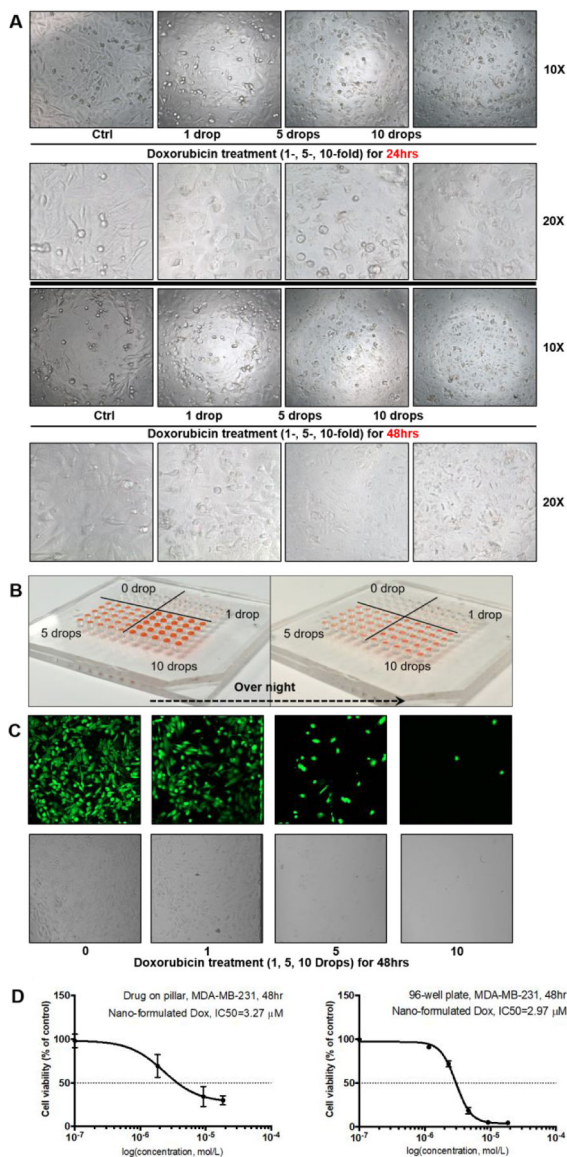 A
10X
Ctrl 1 drop 5 drops 10 drops
Doxorubicin treatment (1-, 5-, 10-fold) for 24hrs
20X
10X
Ctrl 1 drop 5 drops 10 drops
Doxorubicin treatment (1-, 5-, 10-fold) for 48hrs
20X
B
0 drop
1 drop
5 drops
10 drops
0 drop
1 drop
5 drops
10 drops
Over night
C
0 1 5 10
Doxorubicin treatment (1, 5, 10 Drops) for 48hrs
D
Drug on pillar, MDA-MB-231, 48hr
Nano-formulated Dox, IC50=3.27 µM
Cell viability (% of control)
150
100
50
0
10-7 10-6 10-5 10-4
log(concentration, mol/L)
96-well plate, MDA-MB-231, 48hr
Nano-formulated Dox, IC50=2.97 µM
Cell viability (% of control)
150
100
50
0
10-7 10-6 10-5 10-4
log(concentration, mol/L)